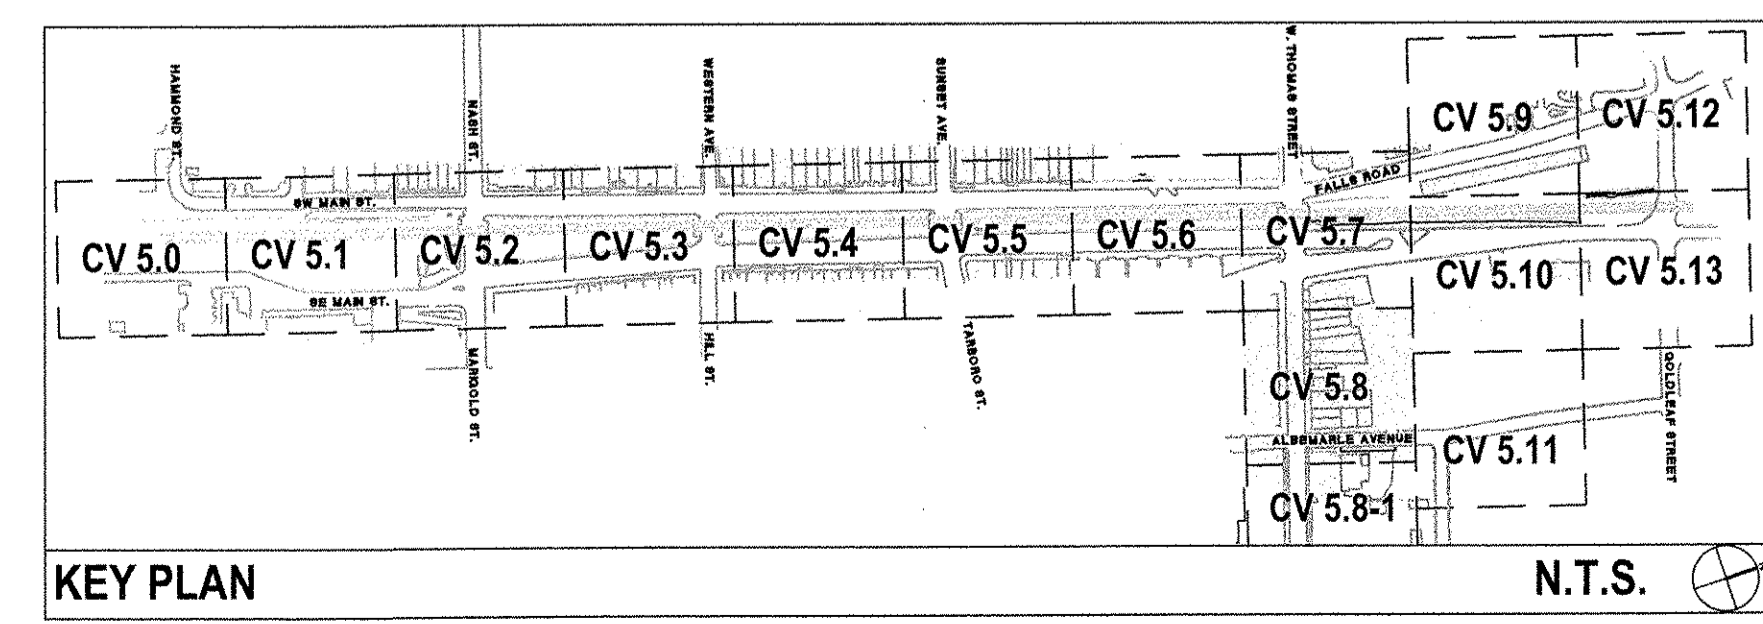 HAMMOND ST.
NASH ST.
WESTERN AVE.
SUNSET AVE.
W. THOMAS STREET
CV 5.9
CV 5.12
FALLS ROAD
SW MAIN ST.
CV 5.0
CV 5.1
CV 5.2
CV 5.3
CV 5.4
CV 5.5
CV 5.6
CV 5.7
CV 5.10
CV 5.13
SE MAIN ST.
MARIGOLD ST.
HILL ST.
TARBORO ST.
CV 5.8
GOLDLEAF STREET
ALBEMARLE AVENUE
CV 5.11
CV 5.8-1
KEY PLAN
N.T.S.